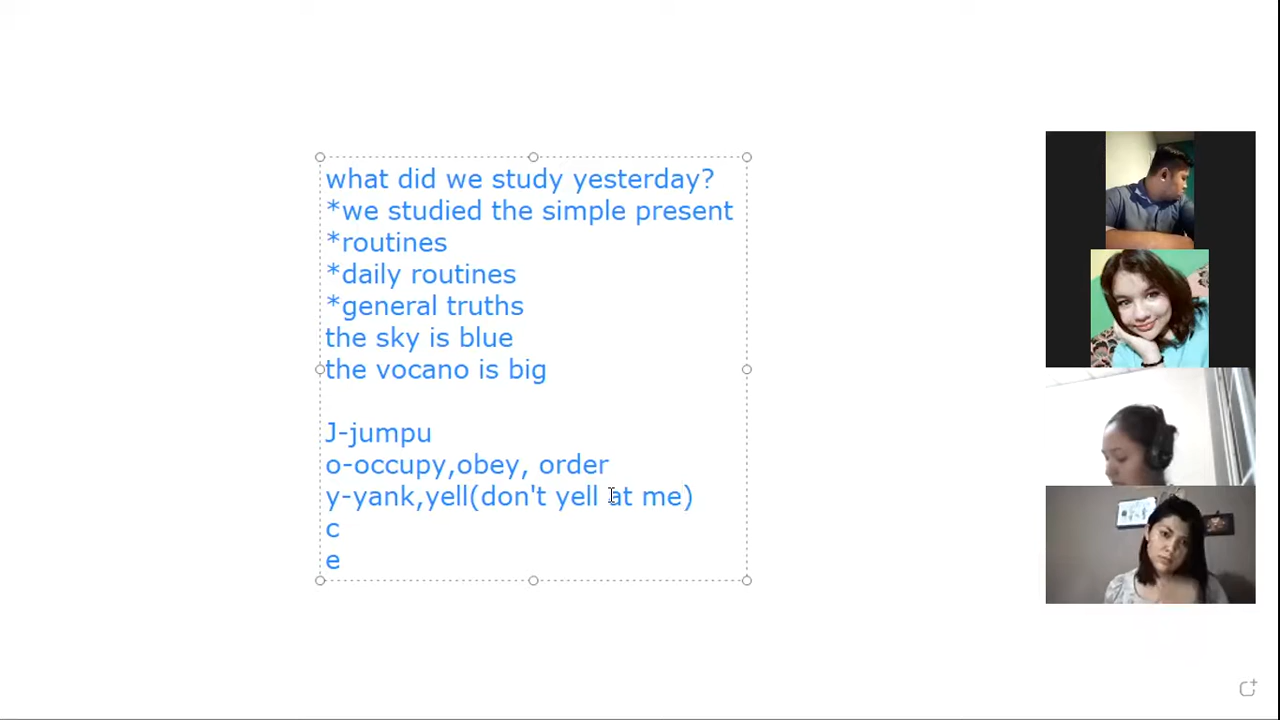 what did we study yesterday?
*we studied the simple present
*routines
*daily routines
*general truths
the sky is blue
the vocano is big
J-jumpu
o-occupy,obey, order
y-yank,yell(don't yell at me)
c
e